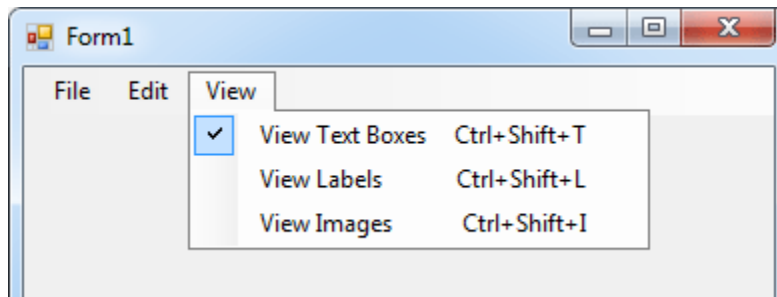 Form1
File Edit View
View Text Boxes Ctrl+Shift+T
View Labels Ctrl+Shift+L
View Images Ctrl+Shift+I